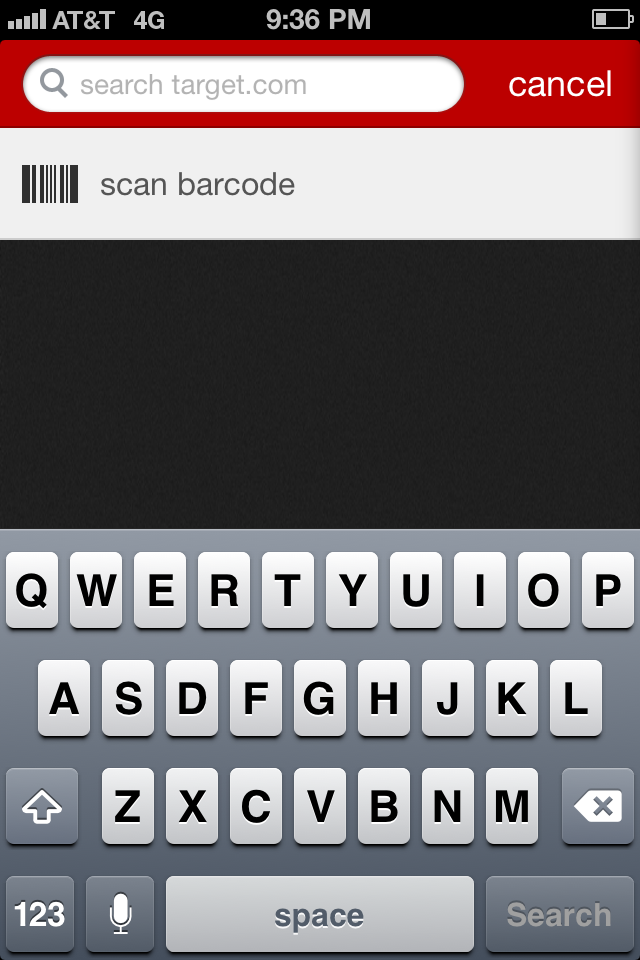 AT&T 4G 9:36 PM
search target.com cancel
scan barcode
Q W E R T Y U I O P
A S D F G H J K L
Z X C V B N M
123 space Search